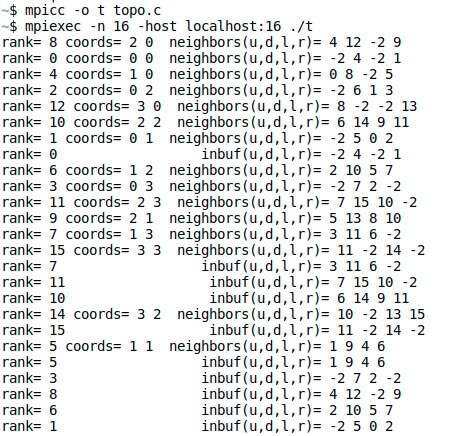 ~$ mpicc -o t topo.c
~$ mpiexec -n 16 -host localhost:16 ./t
rank= 8 coords= 2 0  neighbors(u,d,l,r)= 4 12 -2 9
rank= 0 coords= 0 0  neighbors(u,d,l,r)= -2 4 -2 1
rank= 4 coords= 1 0  neighbors(u,d,l,r)= 0 8 -2 5
rank= 2 coords= 0 2  neighbors(u,d,l,r)= -2 6 1 3
rank= 12 coords= 3 0  neighbors(u,d,l,r)= 8 -2 -2 13
rank= 10 coords= 2 2  neighbors(u,d,l,r)= 6 14 9 11
rank= 1 coords= 0 1  neighbors(u,d,l,r)= -2 5 0 2
rank= 0                  inbuf(u,d,l,r)= -2 4 -2 1
rank= 6 coords= 1 2  neighbors(u,d,l,r)= 2 10 5 7
rank= 3 coords= 0 3  neighbors(u,d,l,r)= -2 7 2 -2
rank= 11 coords= 2 3  neighbors(u,d,l,r)= 7 15 10 -2
rank= 9 coords= 2 1  neighbors(u,d,l,r)= 5 13 8 10
rank= 7 coords= 1 3  neighbors(u,d,l,r)= 3 11 6 -2
rank= 15 coords= 3 3  neighbors(u,d,l,r)= 11 -2 14 -2
rank= 7                  inbuf(u,d,l,r)= 3 11 6 -2
rank= 11                  inbuf(u,d,l,r)= 7 15 10 -2
rank= 10                  inbuf(u,d,l,r)= 6 14 9 11
rank= 14 coords= 3 2  neighbors(u,d,l,r)= 10 -2 13 15
rank= 15                  inbuf(u,d,l,r)= 11 -2 14 -2
rank= 5 coords= 1 1  neighbors(u,d,l,r)= 1 9 4 6
rank= 5                  inbuf(u,d,l,r)= 1 9 4 6
rank= 3                  inbuf(u,d,l,r)= -2 7 2 -2
rank= 8                  inbuf(u,d,l,r)= 4 12 -2 9
rank= 6                  inbuf(u,d,l,r)= 2 10 5 7
rank= 1                  inbuf(u,d,l,r)= -2 5 0 2